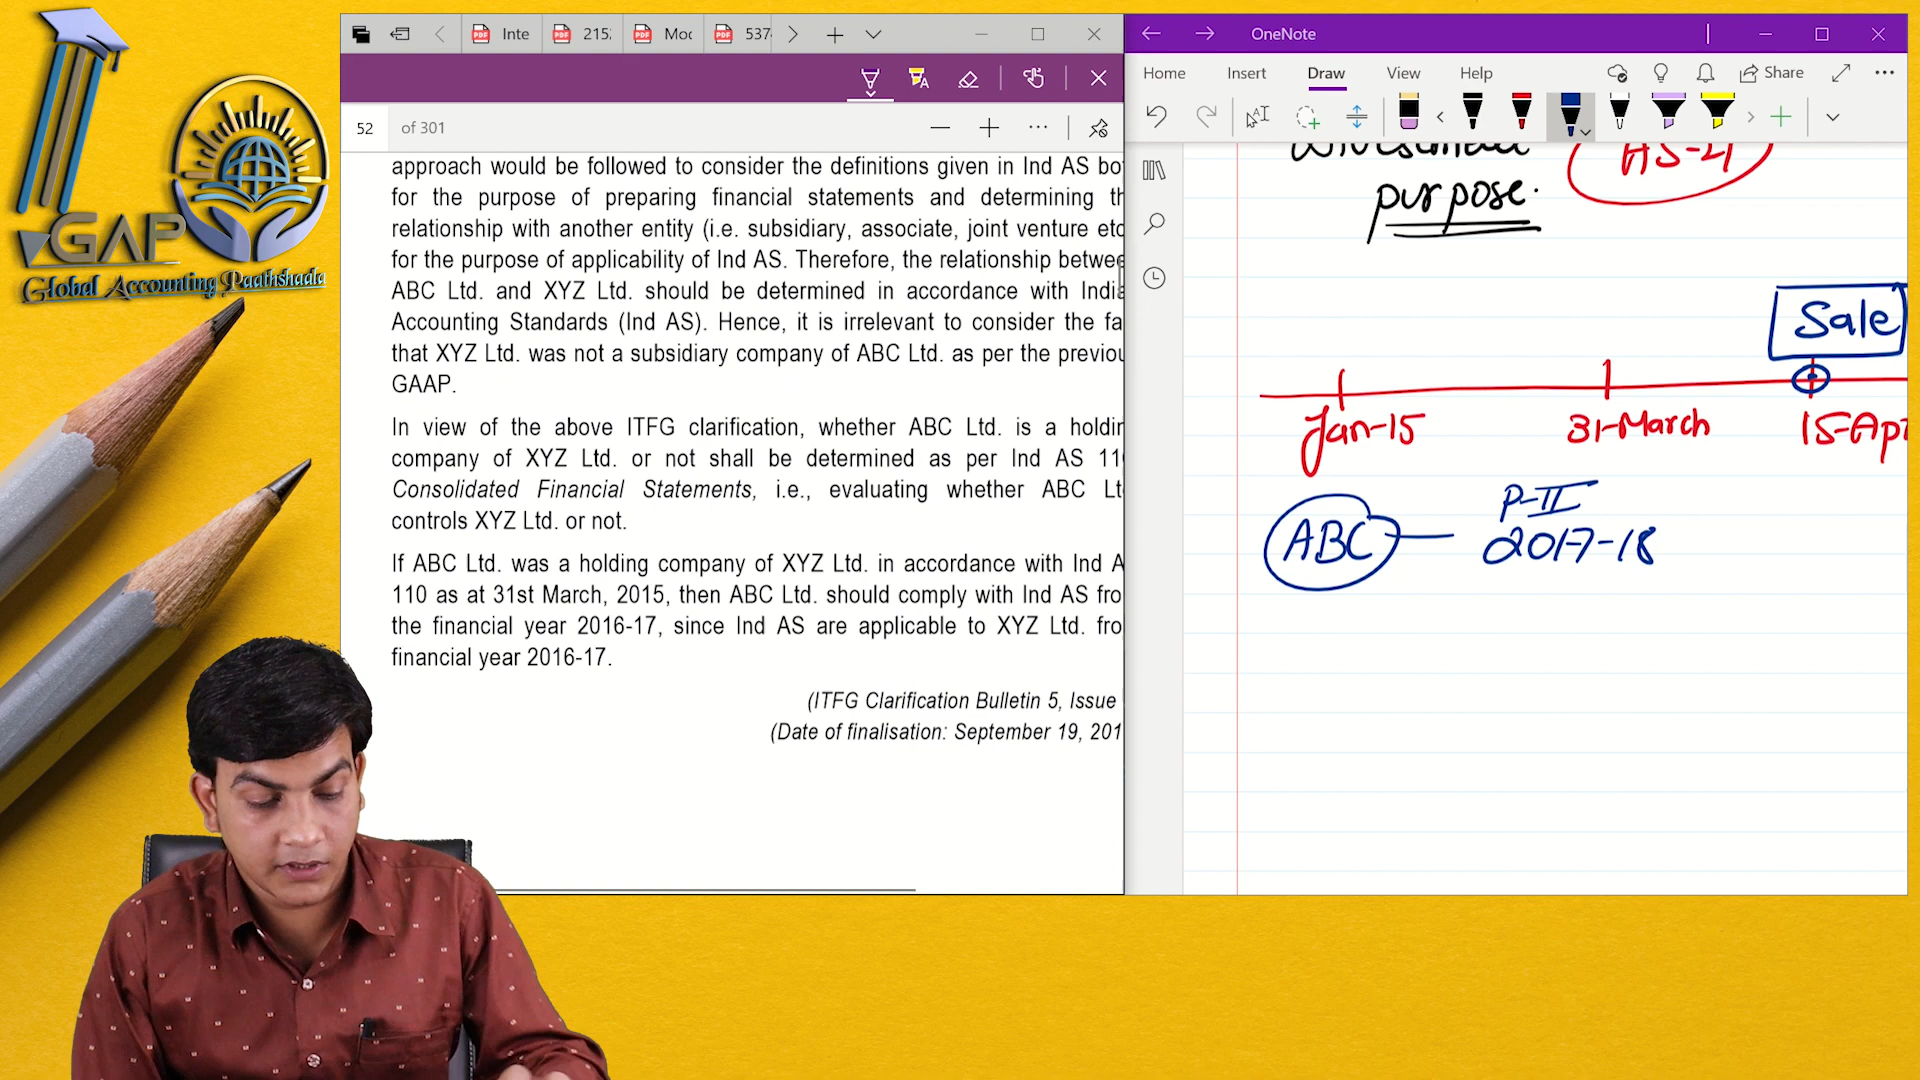 GAP
Global Accounting Paathshaala
Inte
215
Moc
537
52 of 301
approach would be followed to consider the definitions given in Ind AS bo
for the purpose of preparing financial statements and determining th
relationship with another entity (i.e. subsidiary, associate, joint venture etc
for the purpose of applicability of Ind AS. Therefore, the relationship betwee
ABC Ltd. and XYZ Ltd. should be determined in accordance with India
Accounting Standards (Ind AS). Hence, it is irrelevant to consider the fa
that XYZ Ltd. was not a subsidiary company of ABC Ltd. as per the previou
GAAP.
In view of the above ITFG clarification, whether ABC Ltd. is a holdin
company of XYZ Ltd. or not shall be determined as per Ind AS 11
Consolidated Financial Statements, i.e., evaluating whether ABC Lt
controls XYZ Ltd. or not.
If ABC Ltd. was a holding company of XYZ Ltd. in accordance with Ind A
110 as at 31st March, 2015, then ABC Ltd. should comply with Ind AS fro
the financial year 2016-17, since Ind AS are applicable to XYZ Ltd. fro
financial year 2016-17.
(ITFG Clarification Bulletin 5, Issue
(Date of finalisation: September 19, 201
OneNote
Home Insert Draw View Help Share
AS-21
purpose.
Sale
Jan-15 31-March 15-Apr
P-II
ABC — 2017-18